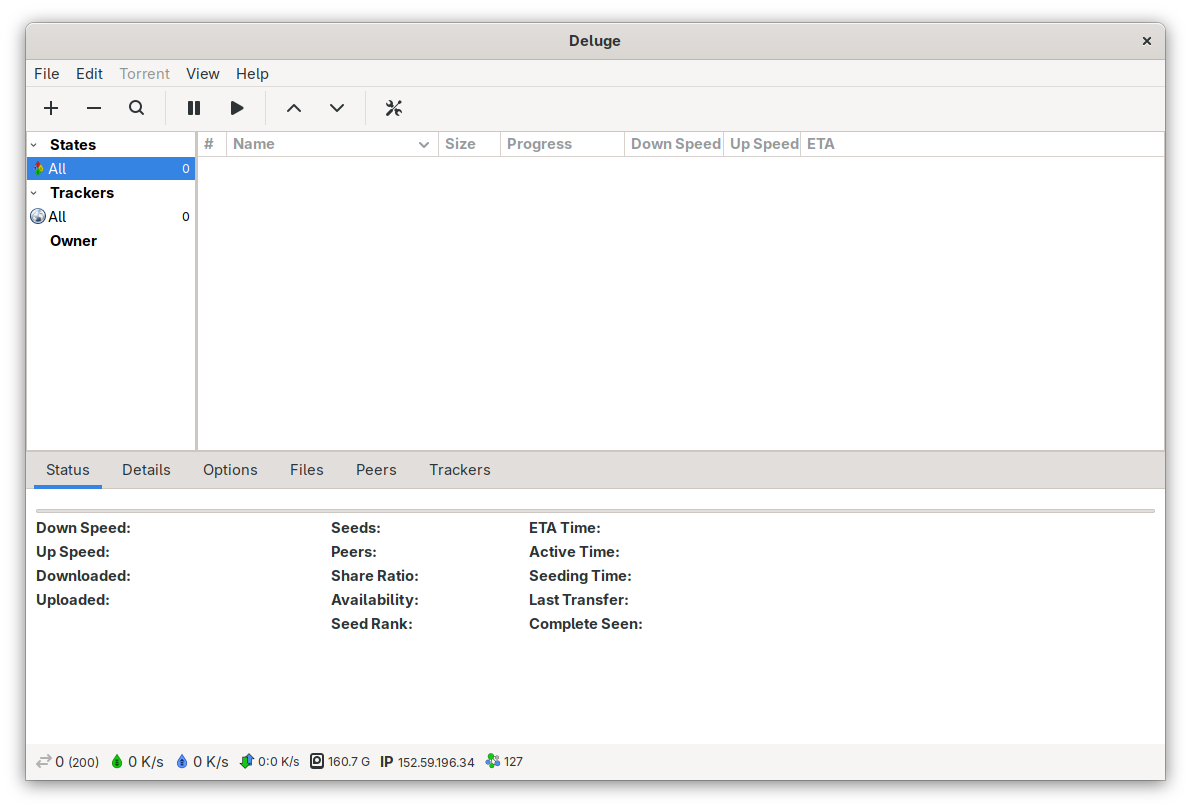 Deluge
File Edit Torrent View Help
States
# Name Size Progress Down Speed Up Speed ETA
All 0
Trackers
All 0
Owner
Status Details Options Files Peers Trackers
Down Speed: Seeds: ETA Time:
Up Speed: Peers: Active Time:
Downloaded: Share Ratio: Seeding Time:
Uploaded: Availability: Last Transfer:
Seed Rank: Complete Seen:
0 (200) 0 K/s 0 K/s 0:0 K/s 160.7 G IP 152.59.196.34 127